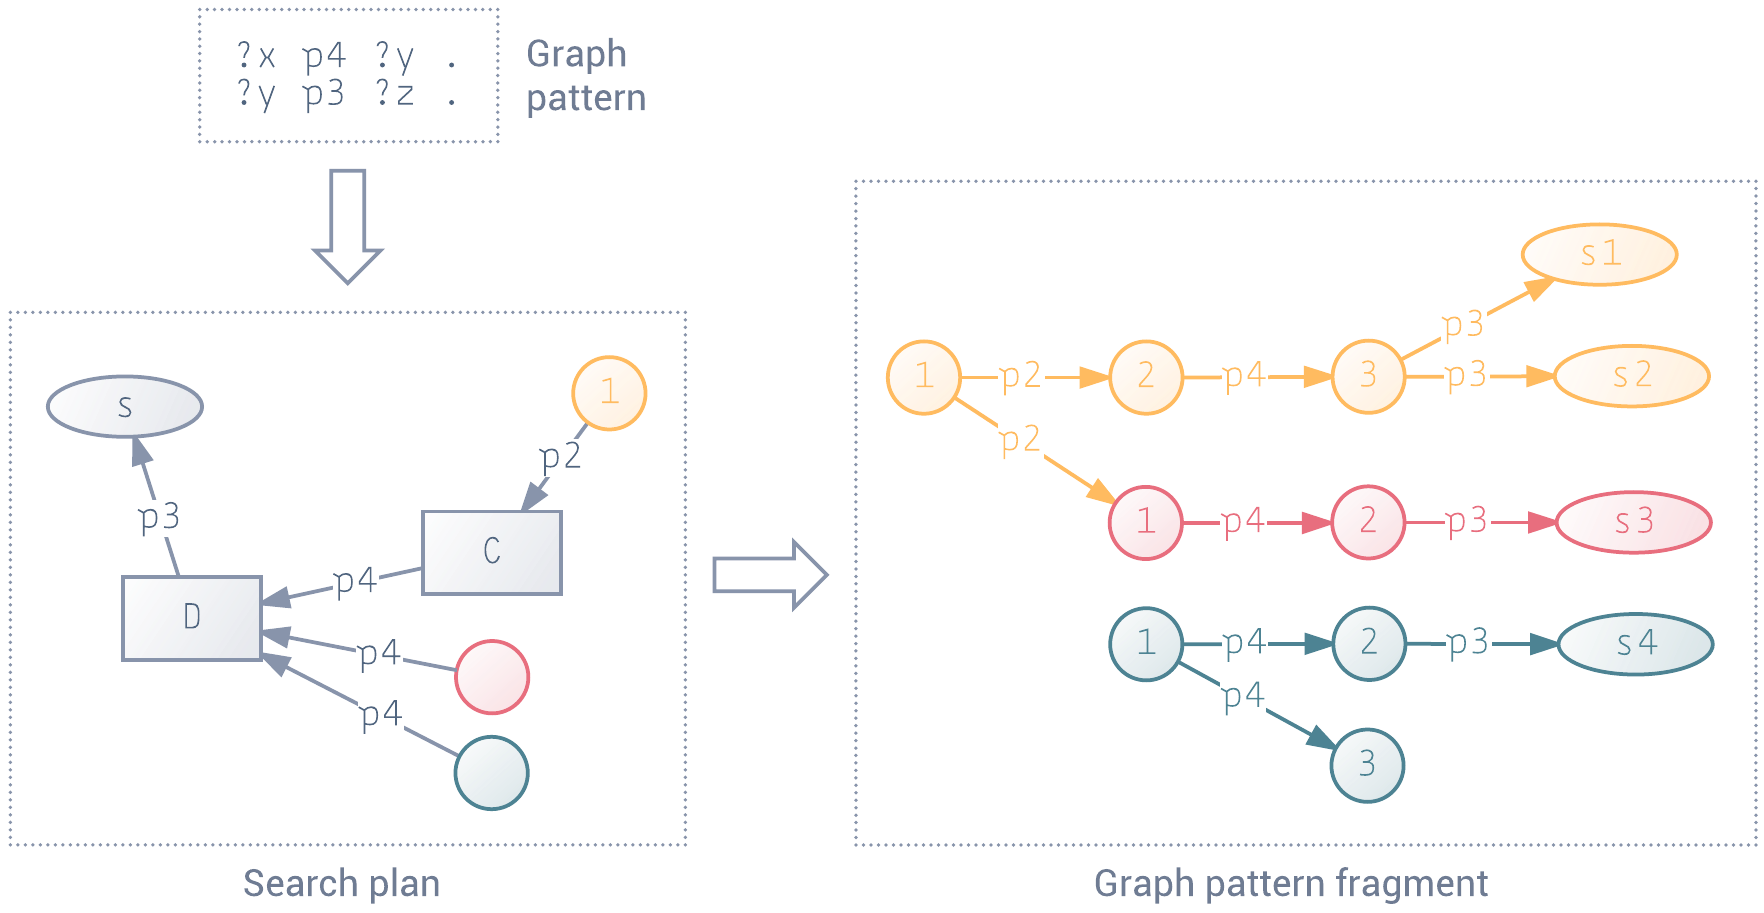 ?x p4 ?y .
?y p3 ?z .
Graph
pattern
s
1
p2
p3
C
p4
D
p4
p4
Search plan
s1
p3
1
p2
2
p4
3
p3
s2
p2
1
p4
2
p3
s3
1
p4
2
p3
s4
p4
3
Graph pattern fragment